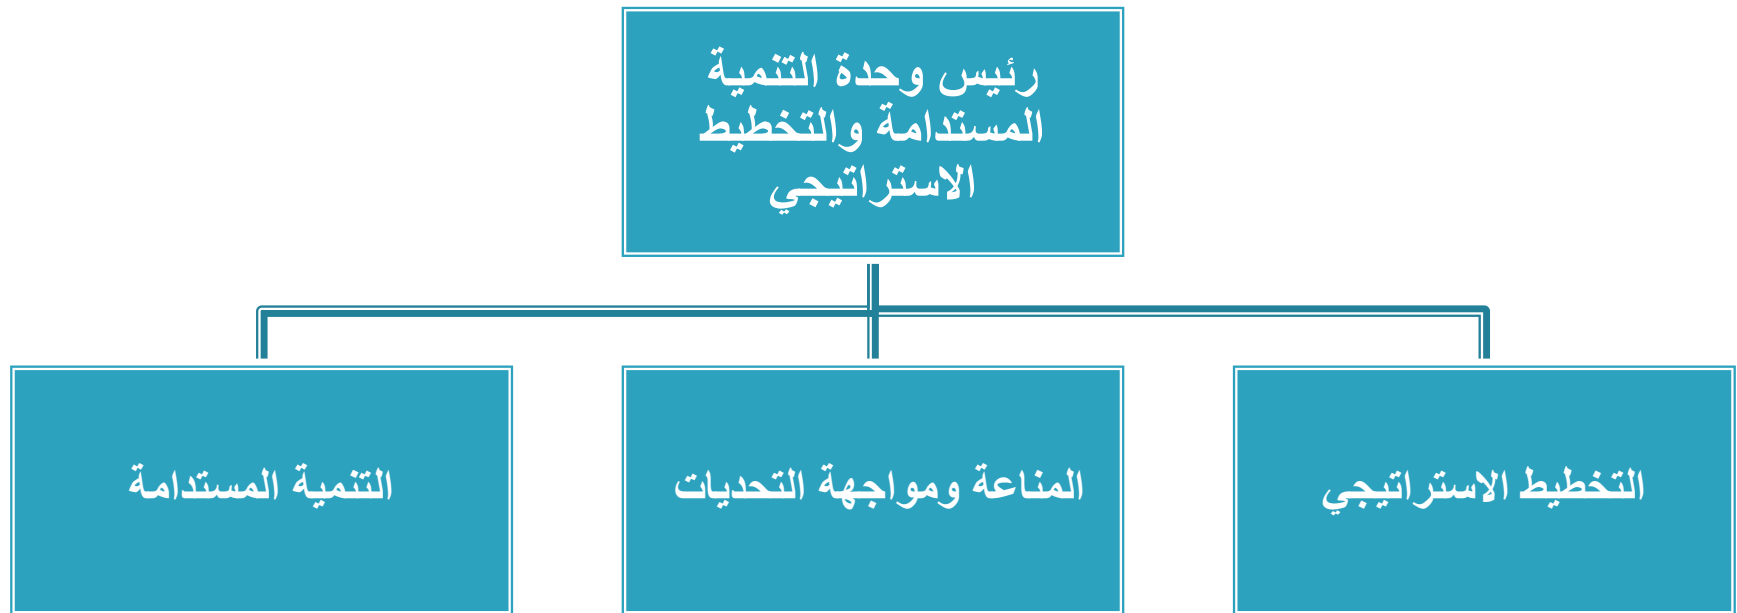 رئيس وحدة التنمية
المستدامة والتخطيط
الاستراتيجي
التخطيط الاستراتيجي
المناعة ومواجهة التحديات
التنمية المستدامة